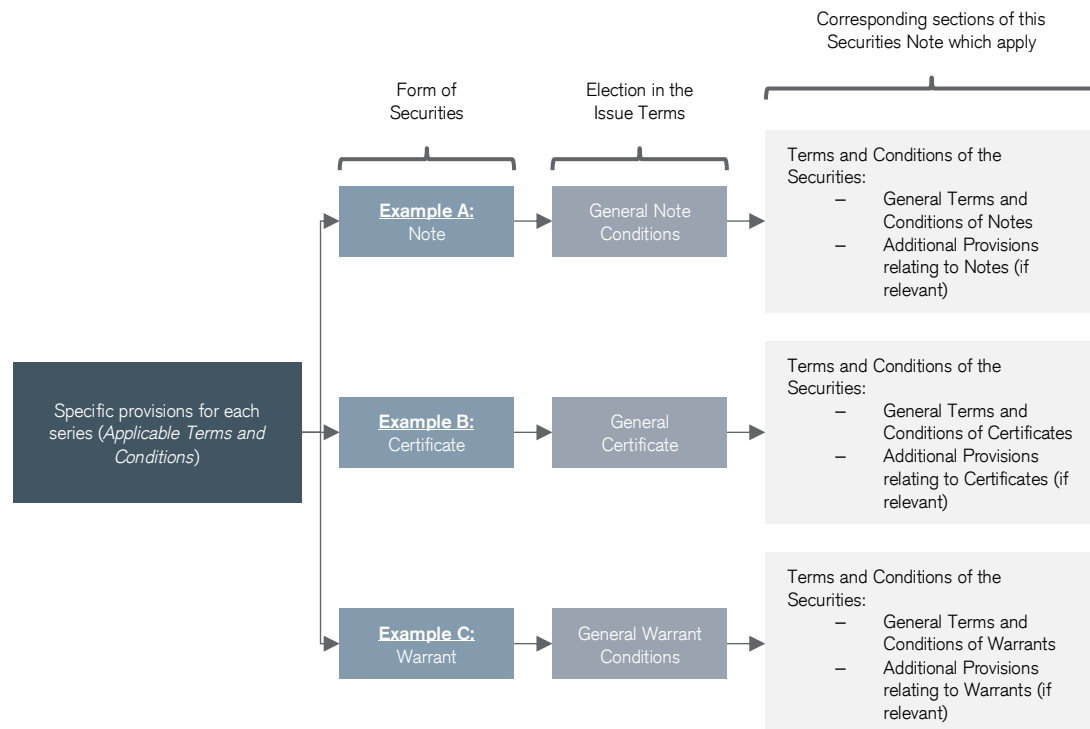 Corresponding sections of this
Securities Note which apply
Form of
Securities
Election in the
Issue Terms
Specific provisions for each
series (Applicable Terms and
Conditions)
Example A:
Note
General Note
Conditions
Terms and Conditions of the
Securities:
– General Terms and
Conditions of Notes
– Additional Provisions
relating to Notes (if
relevant)
Example B:
Certificate
General
Certificate
Terms and Conditions of the
Securities:
– General Terms and
Conditions of Certificates
– Additional Provisions
relating to Certificates (if
relevant)
Example C:
Warrant
General Warrant
Conditions
Terms and Conditions of the
Securities:
– General Terms and
Conditions of Warrants
– Additional Provisions
relating to Warrants (if
relevant)